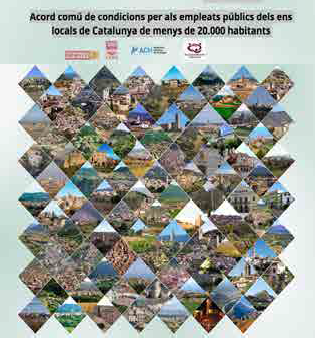 Acord comú de condicions per als empleats públics dels ens
locals de Catalunya de menys de 20.000 habitants
ACM